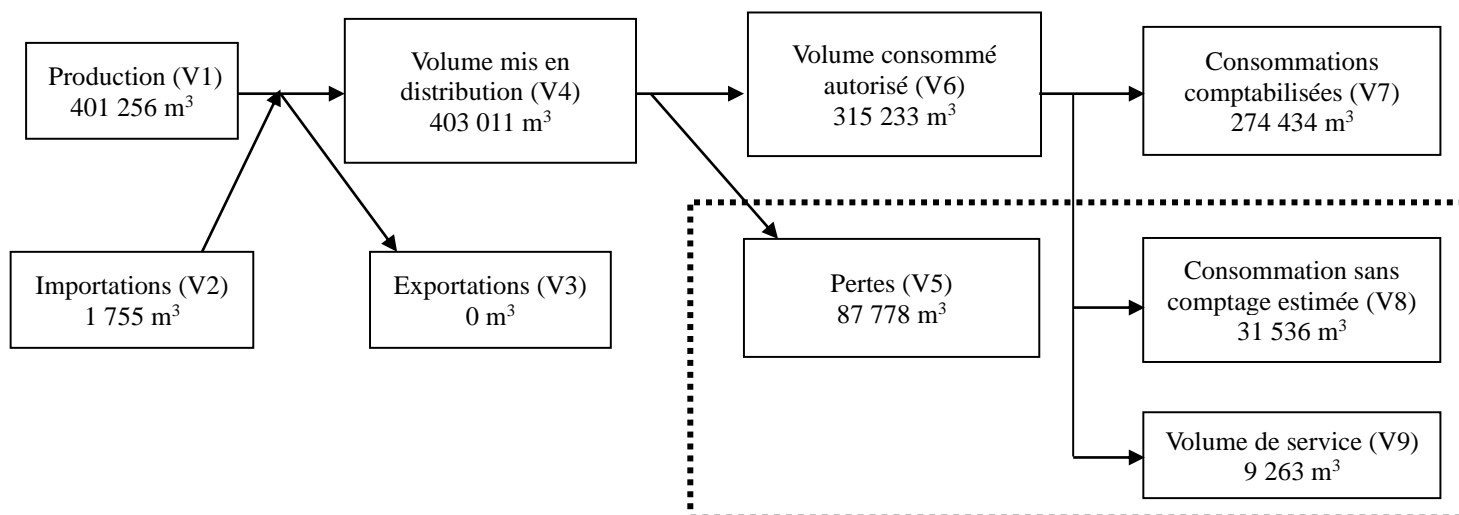 Production (V1)
401 256 m³
Volume mis en
distribution (V4)
403 011 m³
Volume consommé
autorisé (V6)
315 233 m³
Consommations
comptabilisées (V7)
274 434 m³
Importations (V2)
1 755 m³
Exportations (V3)
0 m³
Pertes (V5)
87 778 m³
Consommation sans
comptage estimée (V8)
31 536 m³
Volume de service (V9)
9 263 m³